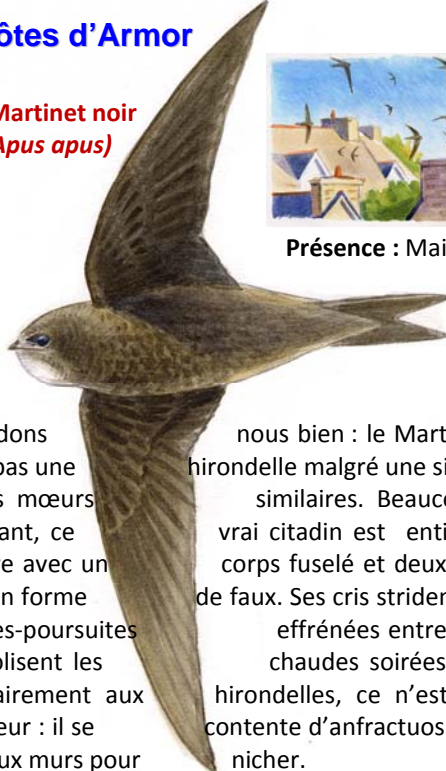 ôtes d’Armor
Martinet noir
Apus apus)
Présence : Mai
dons nous bien : le Mart
pas une hirondelle malgré une si
s mœurs similaires. Beauco
ant, ce vrai citadin est enti
e avec un corps fuselé et deux
n forme de faux. Ses cris striden
es-poursuites effrénées entre
olisent les chaudes soirées
airement aux hirondelles, ce n’est
eur : il se contente d’anfractuos
ux murs pour nicher.